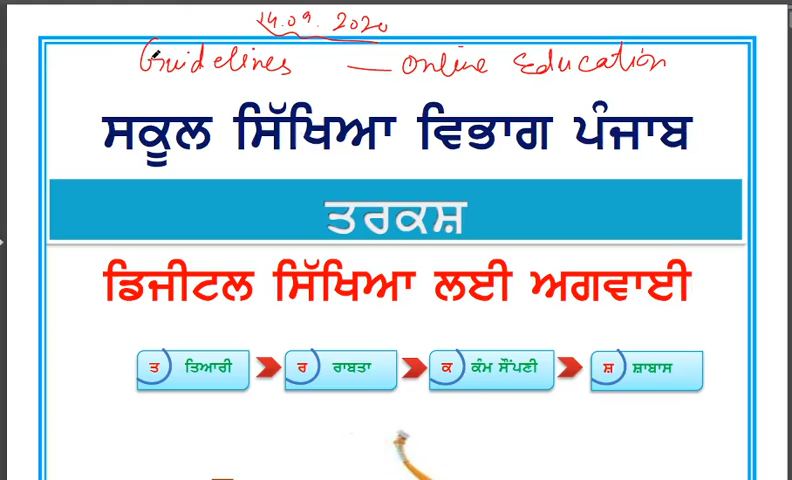 14.09.2020
Guidelines — Online Education
ਸਕੂਲ ਸਿੱਖਿਆ ਵਿਭਾਗ ਪੰਜਾਬ
ਤਰਕਸ਼
ਡਿਜੀਟਲ ਸਿੱਖਿਆ ਲਈ ਅਗਵਾਈ
ਤ ਤਿਆਰੀ ਰ ਰਾਬਤਾ ਕ ਕੰਮ ਸੌਂਪਣੀ ਸ਼ ਸ਼ਾਬਾਸ